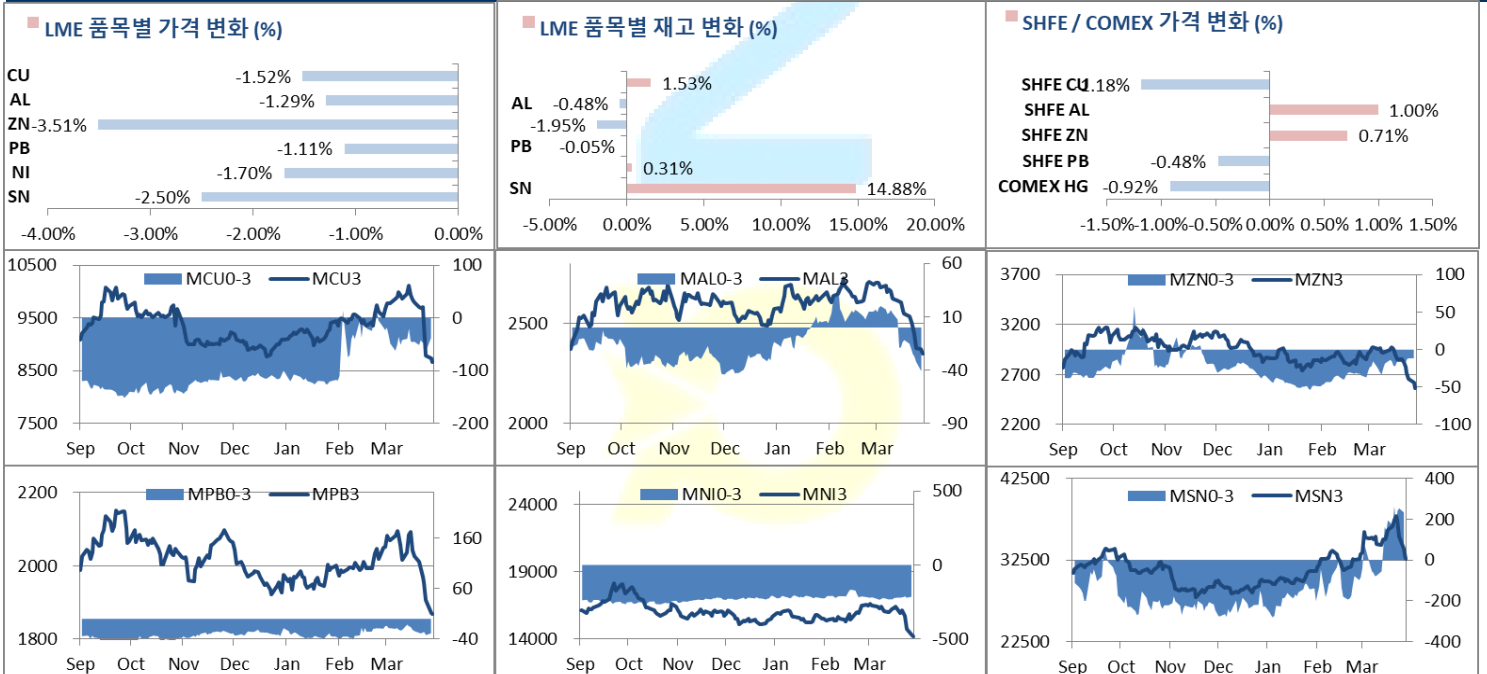 LME 품목별 가격 변화 (%)
CU -1.52%
AL -1.29%
ZN -3.51%
PB -1.11%
NI -1.70%
SN -2.50%
-4.00% -3.00% -2.00% -1.00% 0.00%
LME 품목별 재고 변화 (%)
1.53%
AL -0.48%
-1.95%
PB -0.05%
0.31%
SN 14.88%
-5.00% 0.00% 5.00% 10.00% 15.00% 20.00%
SHFE / COMEX 가격 변화 (%)
SHFE CU -1.18%
SHFE AL 1.00%
SHFE ZN 0.71%
SHFE PB -0.48%
COMEX HG -0.92%
-1.50% -1.00% -0.50% 0.00% 0.50% 1.00% 1.50%
MCU0-3 MCU3
10500 100
9500 0
8500 -100
7500 -200
Sep Oct Nov Dec Jan Feb Mar
MAL0-3 MAL3
60
2500 10
-40
2000 -90
Sep Oct Nov Dec Jan Feb Mar
MZN0-3 MZN3
3700 100
50
3200 0
2700 -50
2200 -100
Sep Oct Nov Dec Jan Feb Mar
MPB0-3 MPB3
2200
160
2000
60
1800 -40
Sep Oct Nov Dec Jan Feb Mar
MNI0-3 MNI3
24000 500
19000 0
14000 -500
Sep Oct Nov Dec Jan Feb Mar
MSN0-3 MSN3
42500 400
200
32500 0
-200
22500 -400
Sep Oct Nov Dec Jan Feb Mar